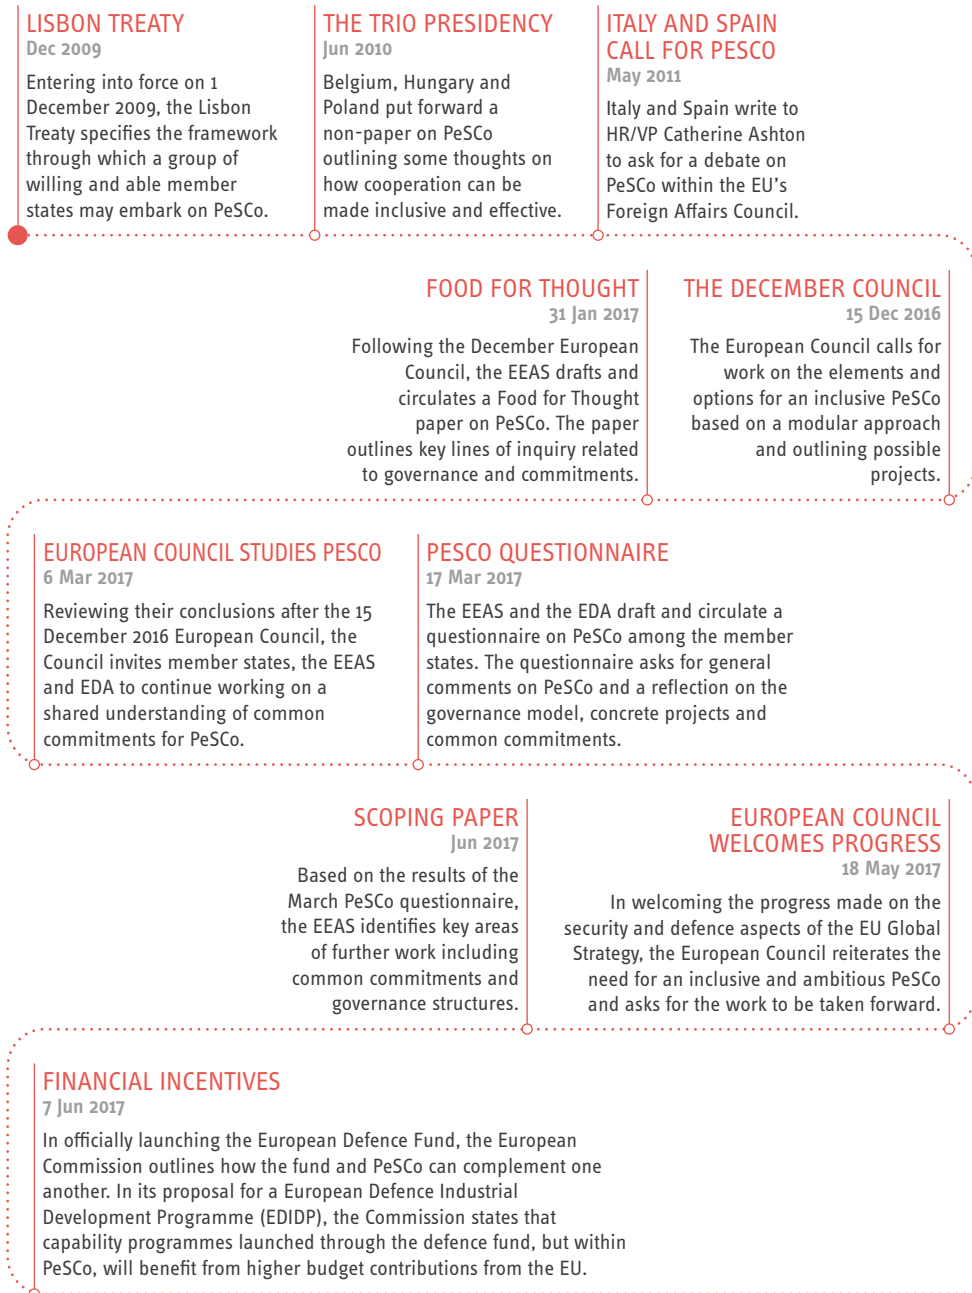 LISBON TREATY
Dec 2009
Entering into force on 1
December 2009, the Lisbon
Treaty specifies the framework
through which a group of
willing and able member
states may embark on PeSCo.
THE TRIO PRESIDENCY
Jun 2010
Belgium, Hungary and
Poland put forward a
non-paper on PeSCo
outlining some thoughts on
how cooperation can be
made inclusive and effective.
ITALY AND SPAIN
CALL FOR PESCO
May 2011
Italy and Spain write to
HR/VP Catherine Ashton
to ask for a debate on
PeSCo within the EU's
Foreign Affairs Council.
THE DECEMBER COUNCIL
15 Dec 2016
The European Council calls for
work on the elements and
options for an inclusive PeSCo
based on a modular approach
and outlining possible
projects.
FOOD FOR THOUGHT
31 Jan 2017
Following the December European
Council, the EEAS drafts and
circulates a Food for Thought
paper on PeSCo. The paper
outlines key lines of inquiry related
to governance and commitments.
EUROPEAN COUNCIL STUDIES PESCO
6 Mar 2017
Reviewing their conclusions after the 15
December 2016 European Council, the
Council invites member states, the EEAS
and EDA to continue working on a
shared understanding of common
commitments for PeSCo.
PESCO QUESTIONNAIRE
17 Mar 2017
The EEAS and the EDA draft and circulate a
questionnaire on PeSCo among the member
states. The questionnaire asks for general
comments on PeSCo and a reflection on the
governance model, concrete projects and
common commitments.
EUROPEAN COUNCIL
WELCOMES PROGRESS
18 May 2017
In welcoming the progress made on the
security and defence aspects of the EU Global
Strategy, the European Council reiterates the
need for an inclusive and ambitious PeSCo
and asks for the work to be taken forward.
SCOPING PAPER
Jun 2017
Based on the results of the
March PeSCo questionnaire,
the EEAS identifies key areas
of further work including
common commitments and
governance structures.
FINANCIAL INCENTIVES
7 Jun 2017
In officially launching the European Defence Fund, the European
Commission outlines how the fund and PeSCo can complement one
another. In its proposal for a European Defence Industrial
Development Programme (EDIDP), the Commission states that
capability programmes launched through the defence fund, but within
PeSCo, will benefit from higher budget contributions from the EU.